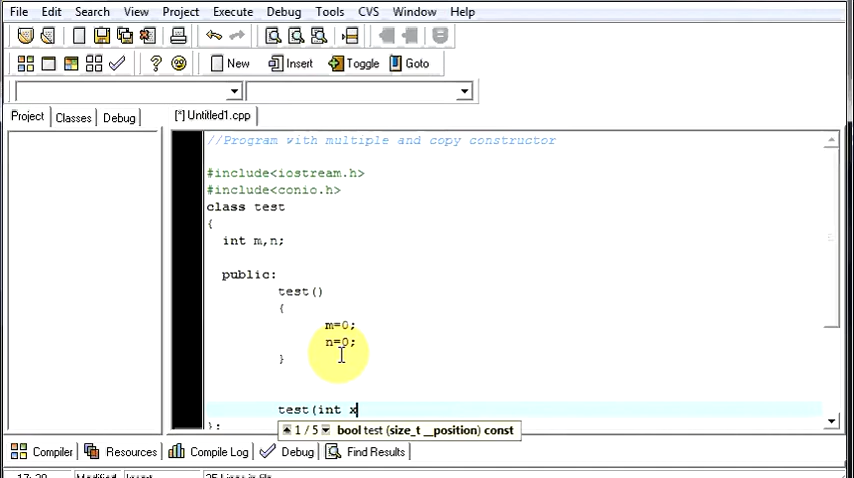 File Edit Search View Project Execute Debug Tools CVS Window Help
New Insert Toggle Goto
Project Classes Debug [*] Untitled1.cpp
//Program with multiple and copy constructor
#include<iostream.h>
#include<conio.h>
class test
{
int m,n;
public:
test()
{
m=0;
n=0;
}
test(int x
1 / 5 bool test (size_t __position) const
};
Compiler Resources Compile Log Debug Find Results